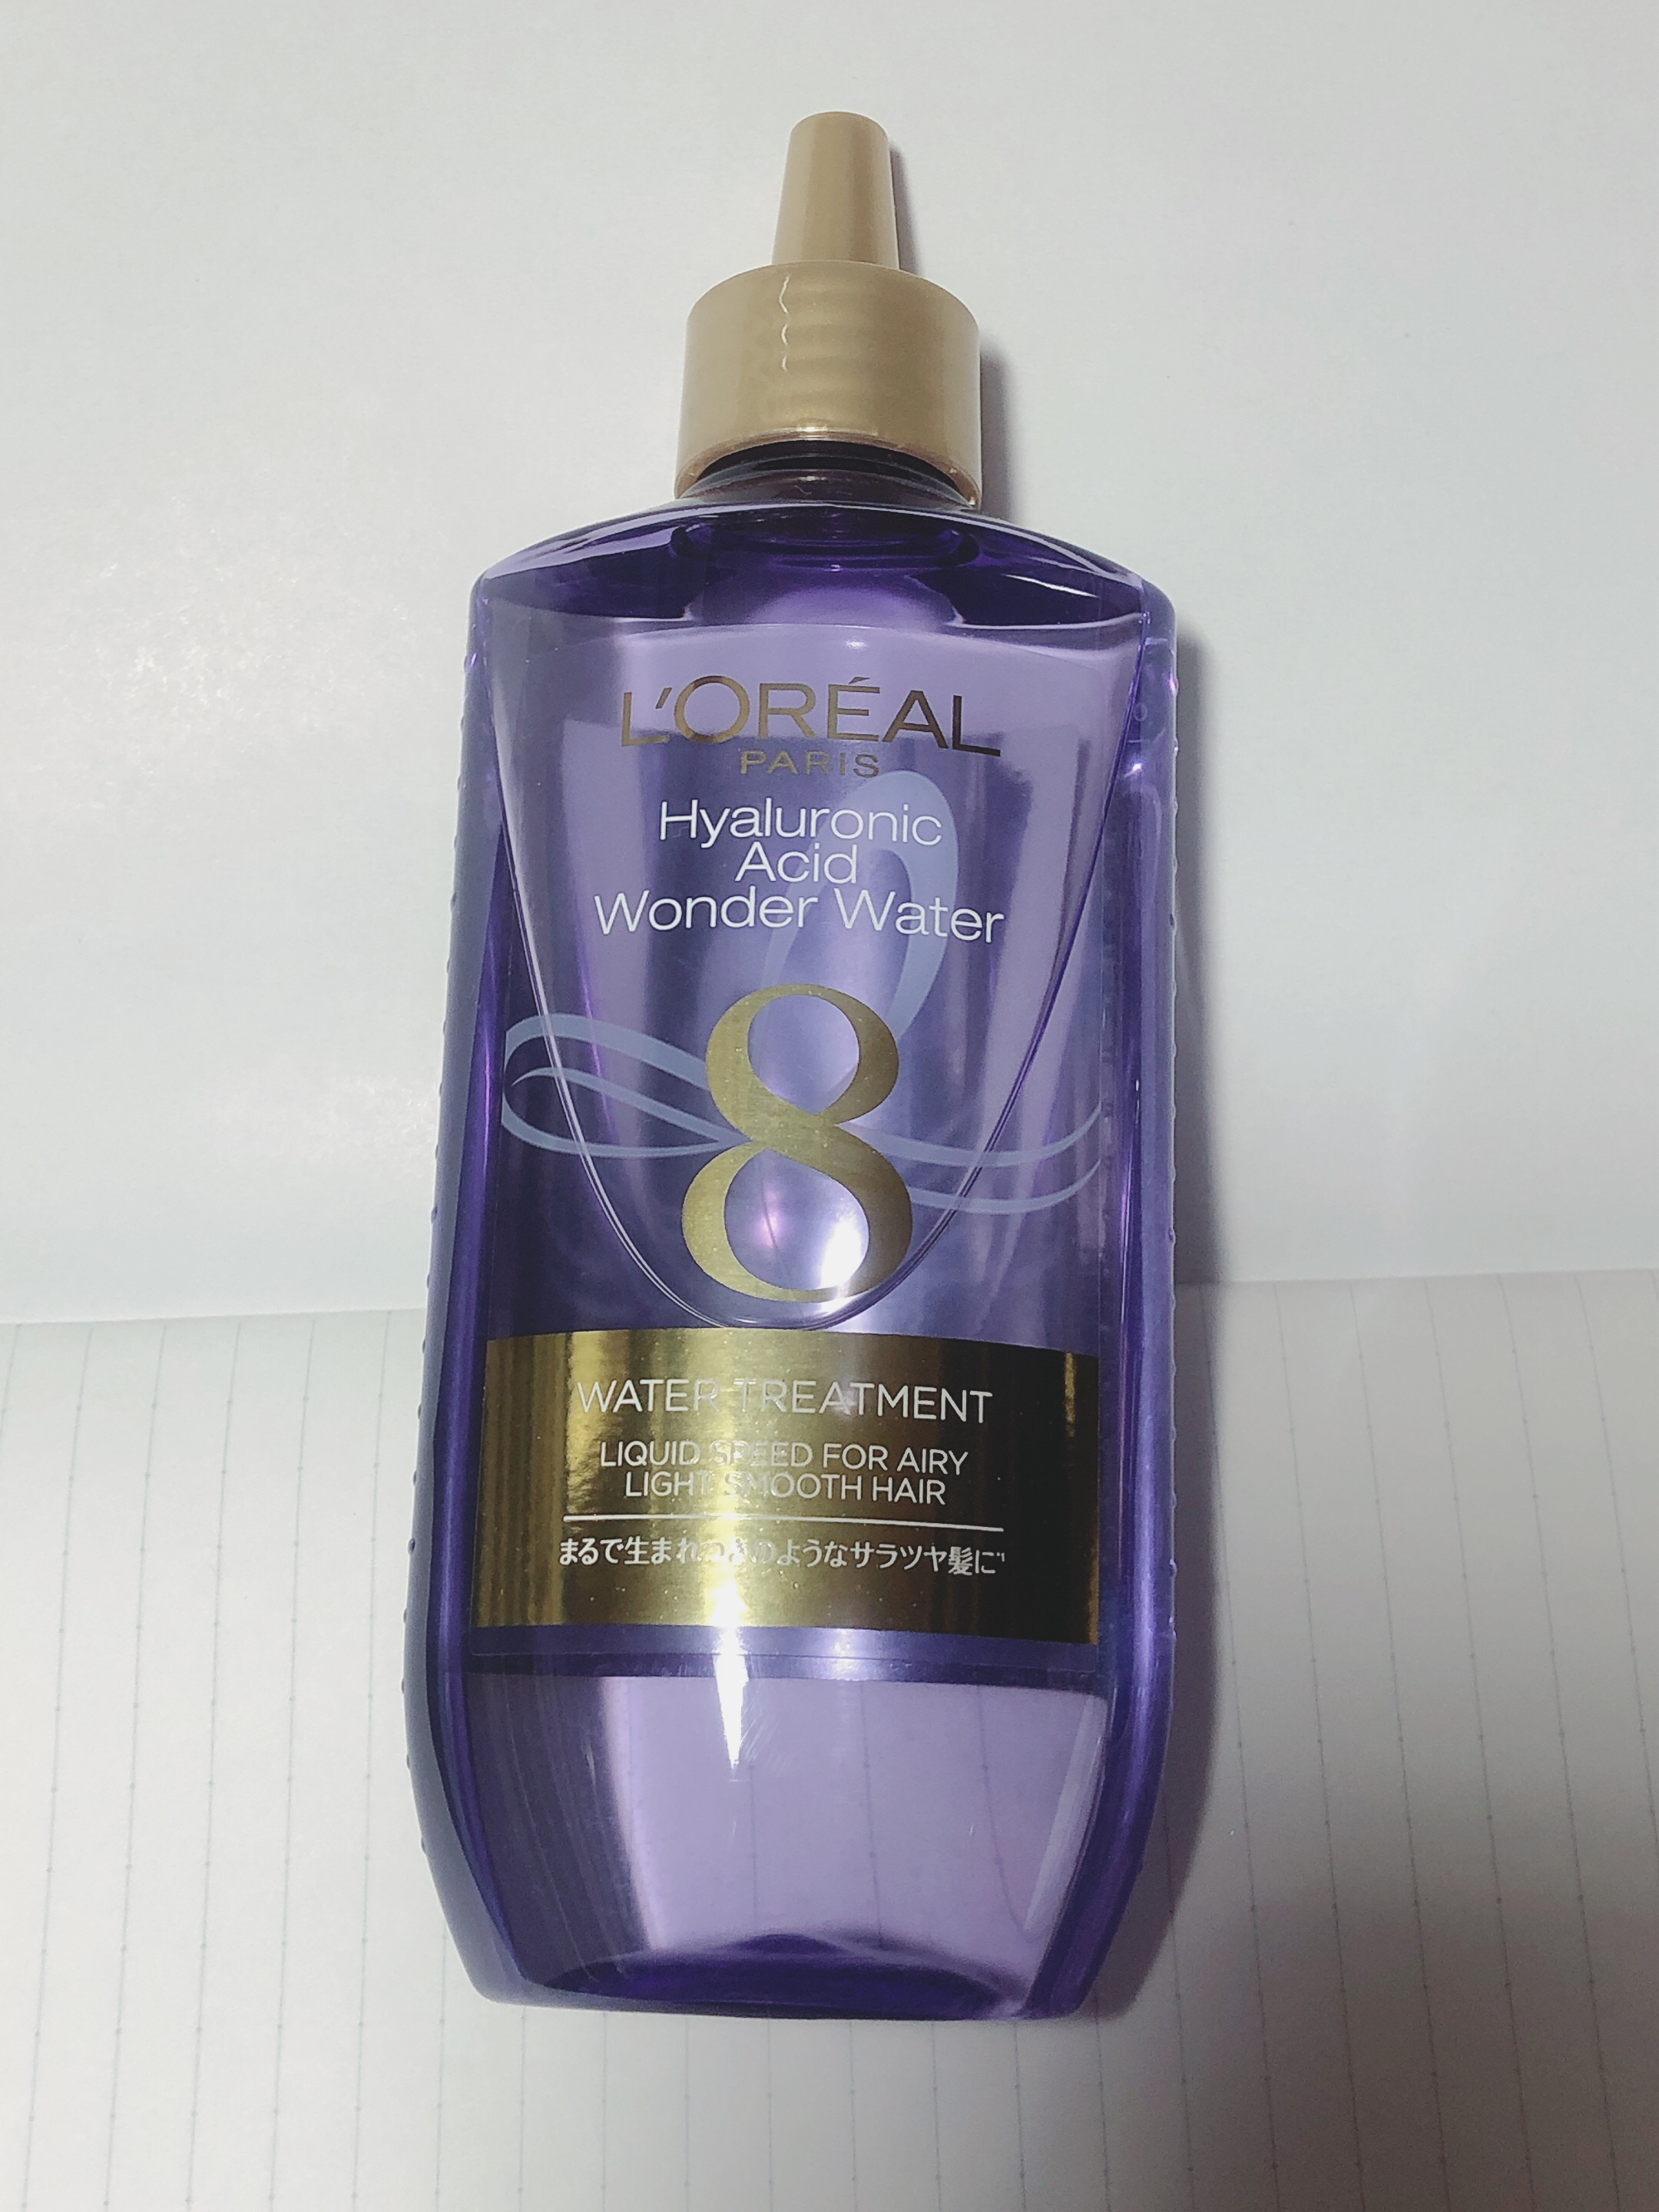 L'ORÉAL
PARIS
Hyaluronic
Acid
Wonder Water
8
WATER TREATMENT
LIQUID SPEED FOR AIRY
LIGHT SMOOTH HAIR
まるで生まれつきのようなサラツヤ髪に*1